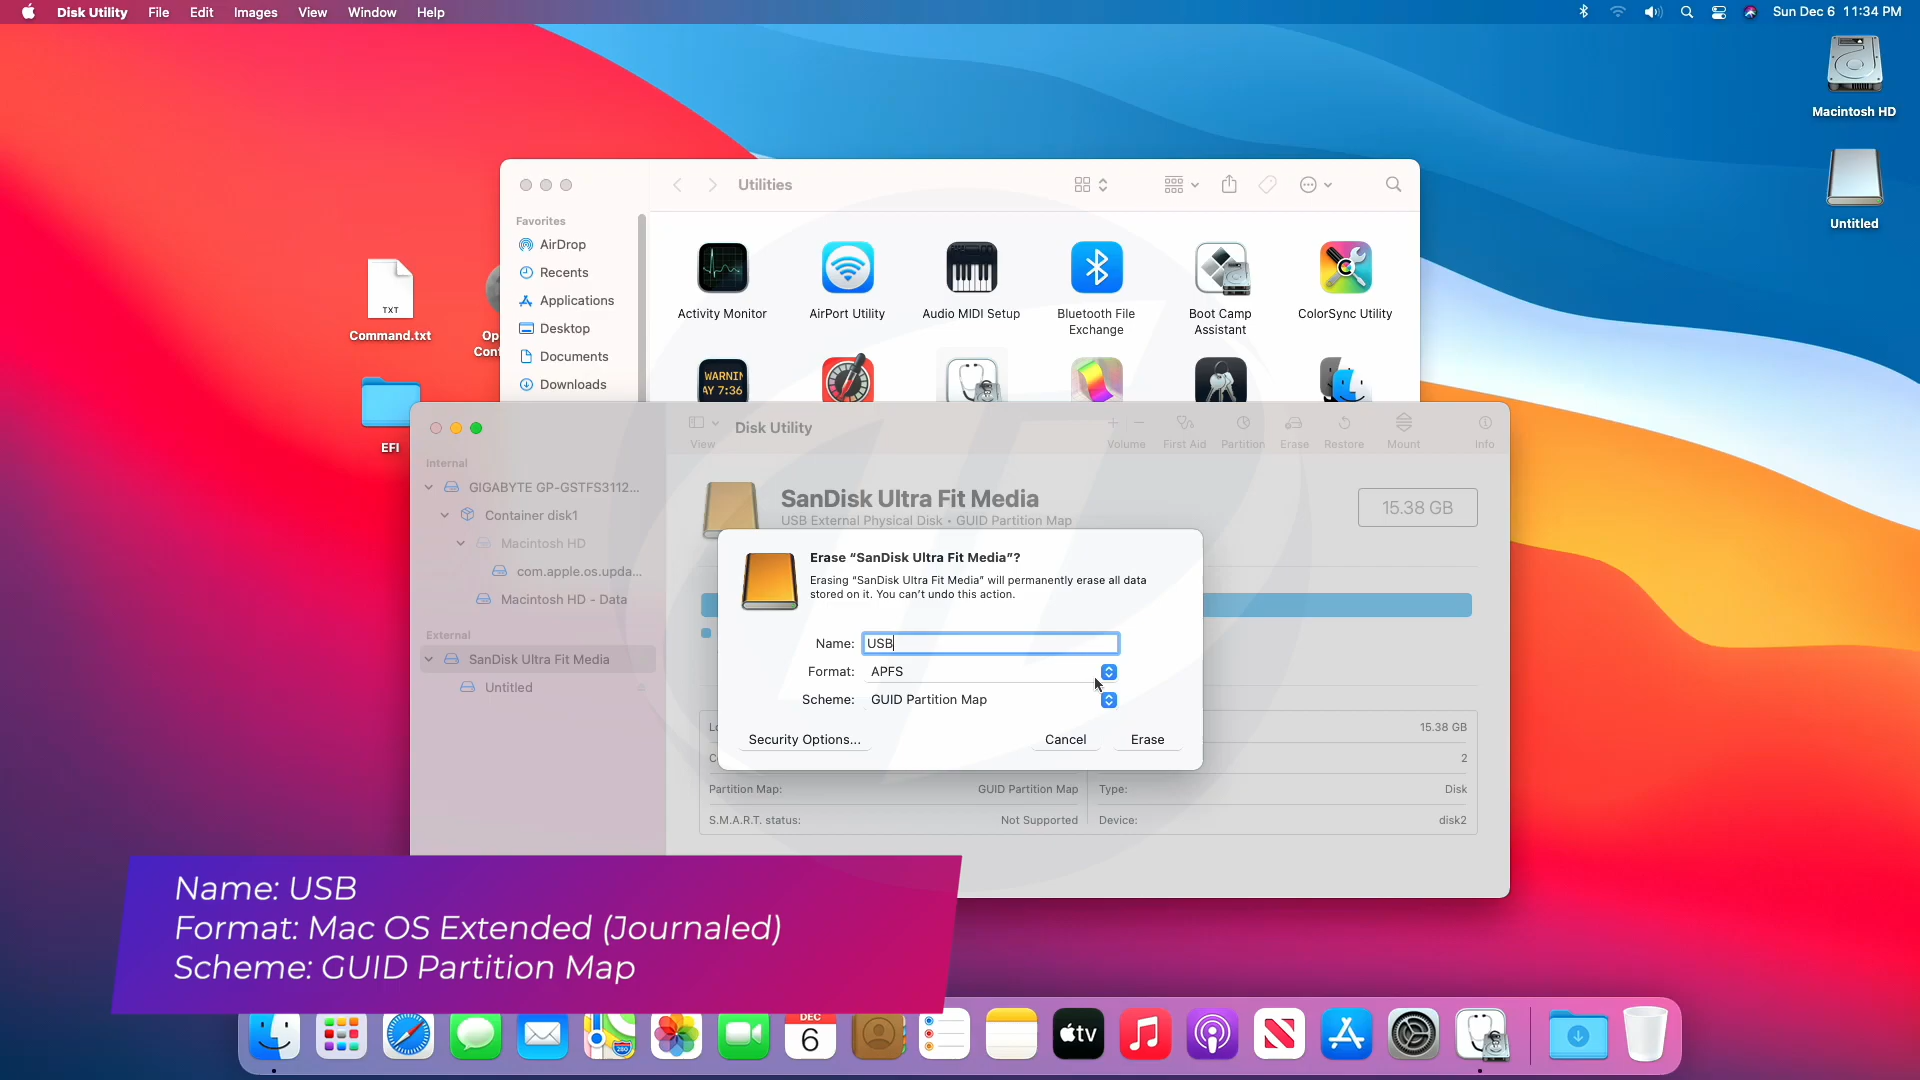 Disk Utility File Edit Images View Window Help
Sun Dec 6 11:34 PM
Macintosh HD
Untitled
TXT
Command.txt
EFI
Utilities
Favorites
AirDrop
Recents
Applications
Desktop
Documents
Downloads
Activity Monitor
AirPort Utility
Audio MIDI Setup
Bluetooth File
Exchange
Boot Camp
Assistant
ColorSync Utility
WARNIN
AY 7:36
Disk Utility
View
Volume
First Aid
Partition
Erase
Restore
Mount
Info
Internal
GIGABYTE GP-GSTFS3112...
Container disk1
Macintosh HD
com.apple.os.upda...
Macintosh HD - Data
External
SanDisk Ultra Fit Media
Untitled
SanDisk Ultra Fit Media
USB External Physical Disk • GUID Partition Map
15.38 GB
Erase “SanDisk Ultra Fit Media”?
Erasing “SanDisk Ultra Fit Media” will permanently erase all data
stored on it. You can’t undo this action.
Name: USB
Format: APFS
Scheme: GUID Partition Map
Security Options...
Cancel
Erase
15.38 GB
2
Partition Map: GUID Partition Map
Type: Disk
S.M.A.R.T. status: Not Supported
Device: disk2
Name: USB
Format: Mac OS Extended (Journaled)
Scheme: GUID Partition Map
280
DEC
6
tv